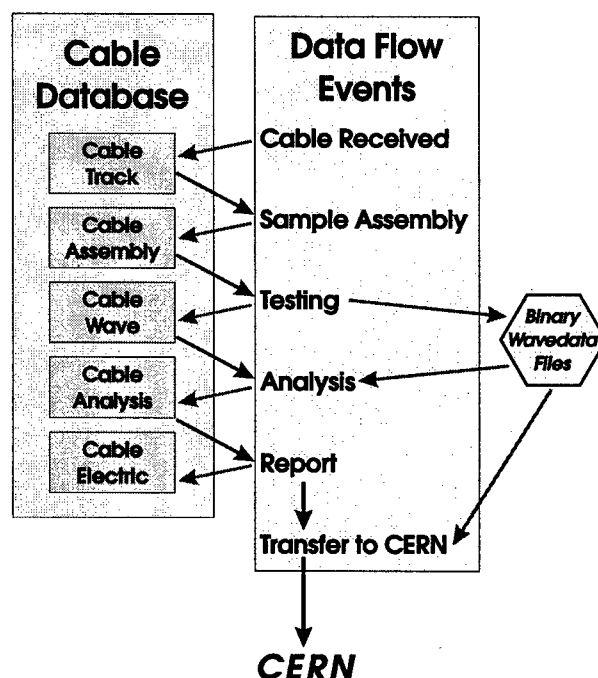 Cable
Database
Cable
Track
Cable
Assembly
Cable
Wave
Cable
Analysis
Cable
Electric
Data Flow
Events
Cable Received
Sample Assembly
Testing
Analysis
Report
Transfer to CERN
Binary
Wavedata
Files
CERN